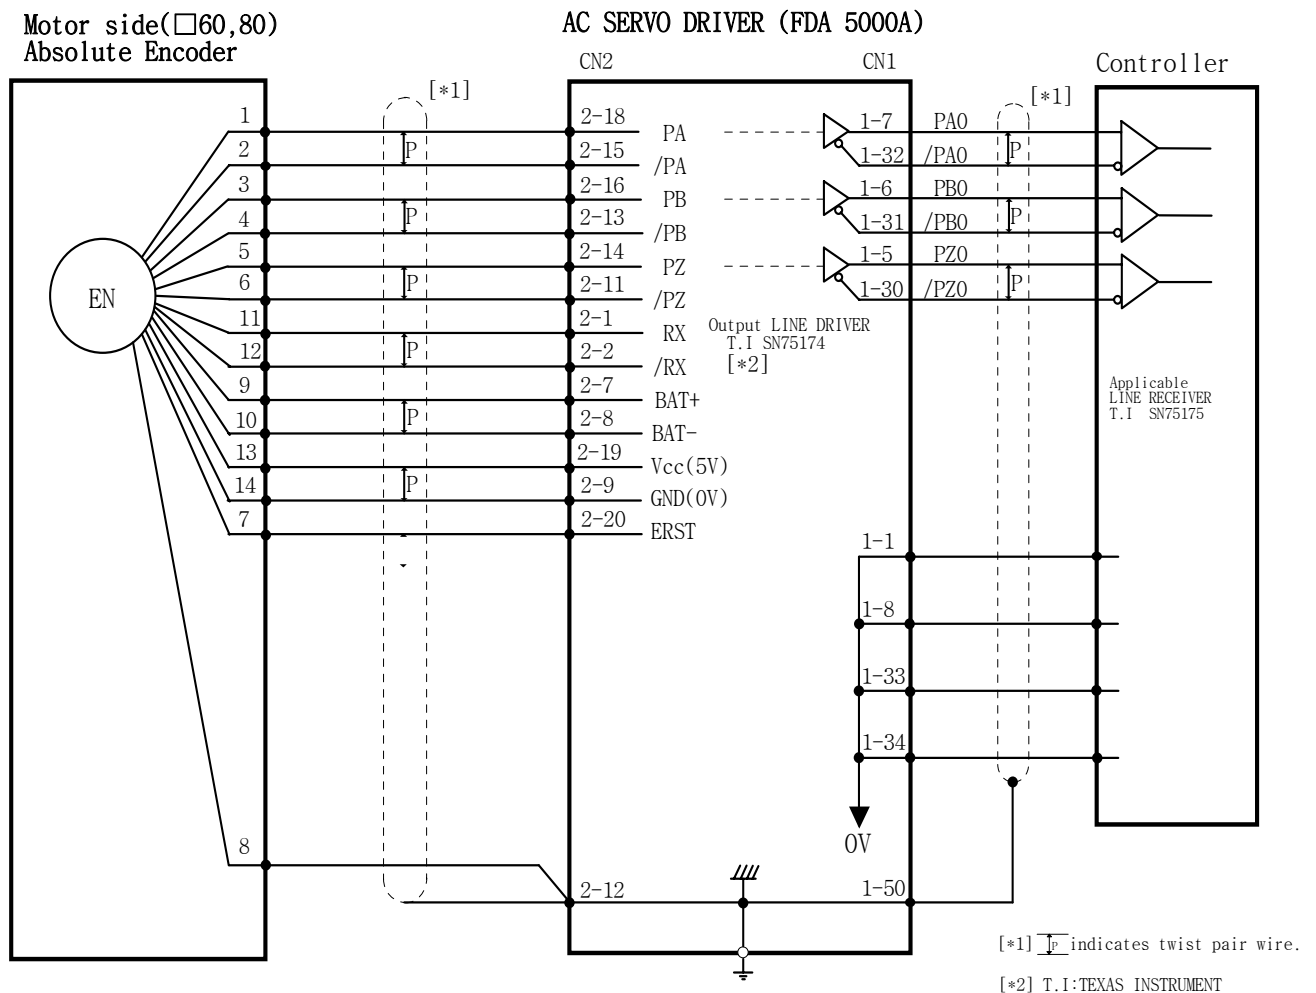 Motor side(□60,80)
Absolute Encoder
AC SERVO DRIVER (FDA 5000A)
CN2
CN1
Controller
[*1]
[*1]
EN
1
2
3
4
5
6
11
12
9
10
13
14
7
8
P
P
P
P
P
P
2-18 PA
2-15 /PA
2-16 PB
2-13 /PB
2-14 PZ
2-11 /PZ
2-1 RX
2-2 /RX
2-7 BAT+
2-8 BAT-
2-19 Vcc(5V)
2-9 GND(0V)
2-20 ERST
2-12
Output LINE DRIVER
T.I SN75174
[*2]
1-7 PAO
1-32 /PAO
1-6 PBO
1-31 /PBO
1-5 PZO
1-30 /PZO
P
P
P
Applicable
LINE RECEIVER
T.I SN75175
1-1
1-8
1-33
1-34
0V
1-50
[*1] P indicates twist pair wire.
[*2] T.I:TEXAS INSTRUMENT